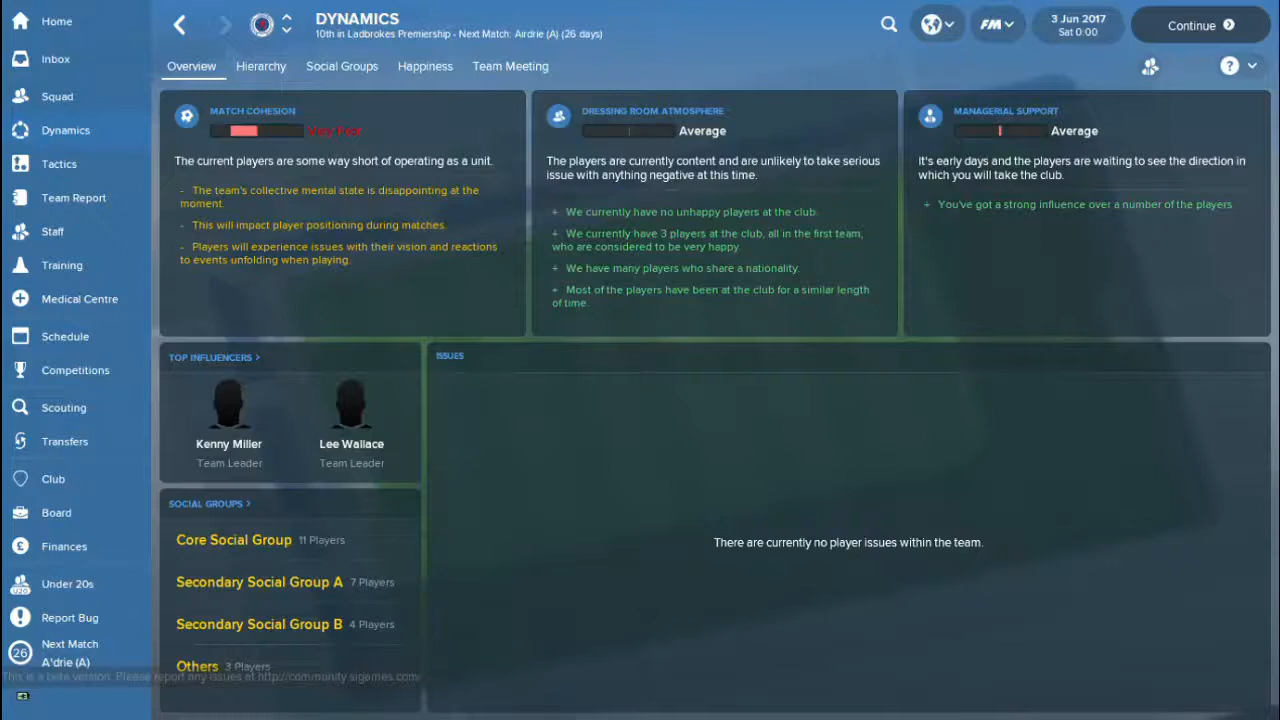 Home
Inbox
Squad
Dynamics
Tactics
Team Report
Staff
Training
Medical Centre
Schedule
Competitions
Scouting
Transfers
Club
Board
Finances
Under 20s
Report Bug
26
Next Match
A'drie (A)
This is a beta version. Please report any issues at http://community.sigames.com/
DYNAMICS
10th in Ladbrokes Premiership - Next Match: Airdrie (A) (26 days)
FM
3 Jun 2017
Sat 0:00
Continue
Overview
Hierarchy
Social Groups
Happiness
Team Meeting
?
MATCH COHESION
Very Poor
The current players are some way short of operating as a unit.
- The team's collective mental state is disappointing at the
moment.
- This will impact player positioning during matches.
- Players will experience issues with their vision and reactions
to events unfolding when playing.
DRESSING ROOM ATMOSPHERE
Average
The players are currently content and are unlikely to take serious
issue with anything negative at this time.
+ We currently have no unhappy players at the club.
+ We currently have 3 players at the club, all in the first team,
who are considered to be very happy.
+ We have many players who share a nationality.
+ Most of the players have been at the club for a similar length
of time.
MANAGERIAL SUPPORT
Average
It's early days and the players are waiting to see the direction in
which you will take the club.
+ You've got a strong influence over a number of the players
TOP INFLUENCERS >
Kenny Miller
Team Leader
Lee Wallace
Team Leader
SOCIAL GROUPS >
Core Social Group 11 Players
Secondary Social Group A 7 Players
Secondary Social Group B 4 Players
Others 3 Players
ISSUES
There are currently no player issues within the team.